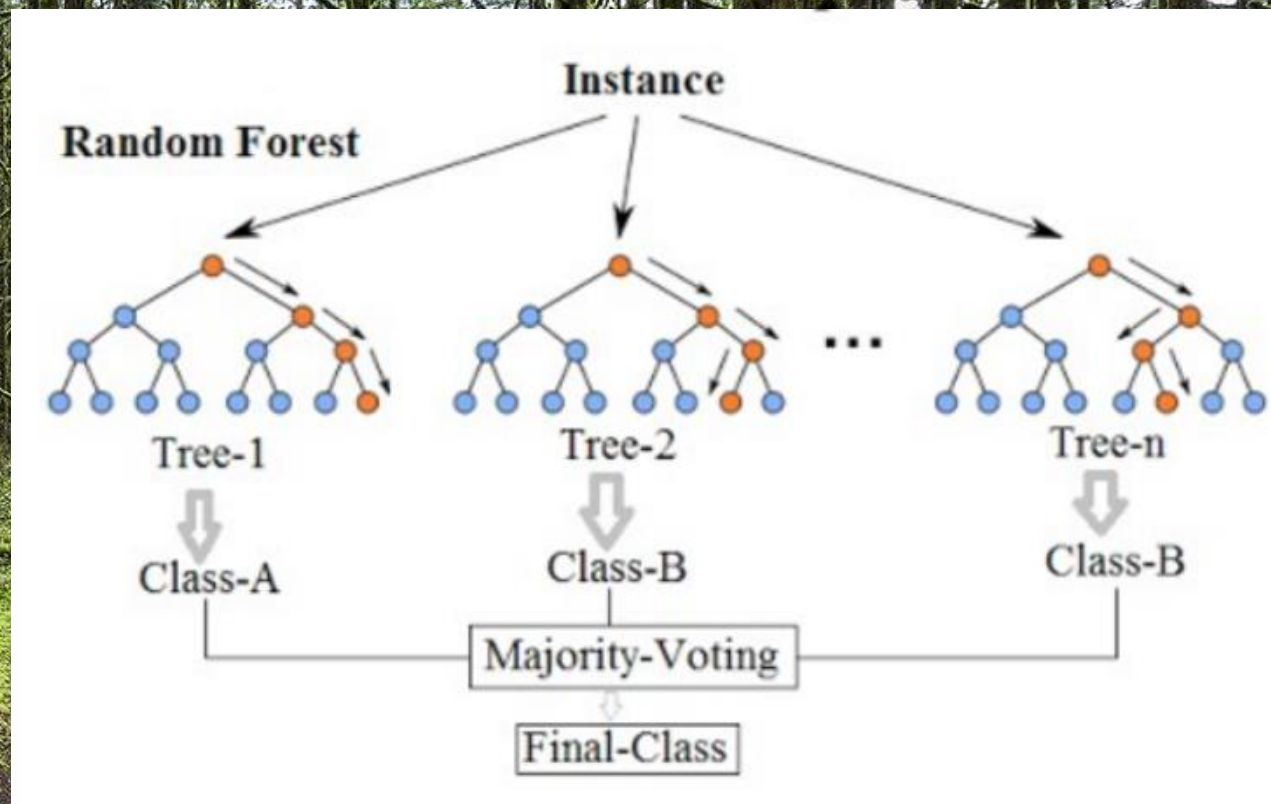 Instance
Random Forest
...
Tree-1
Tree-2
Tree-n
Class-A
Class-B
Class-B
Majority-Voting
Final-Class